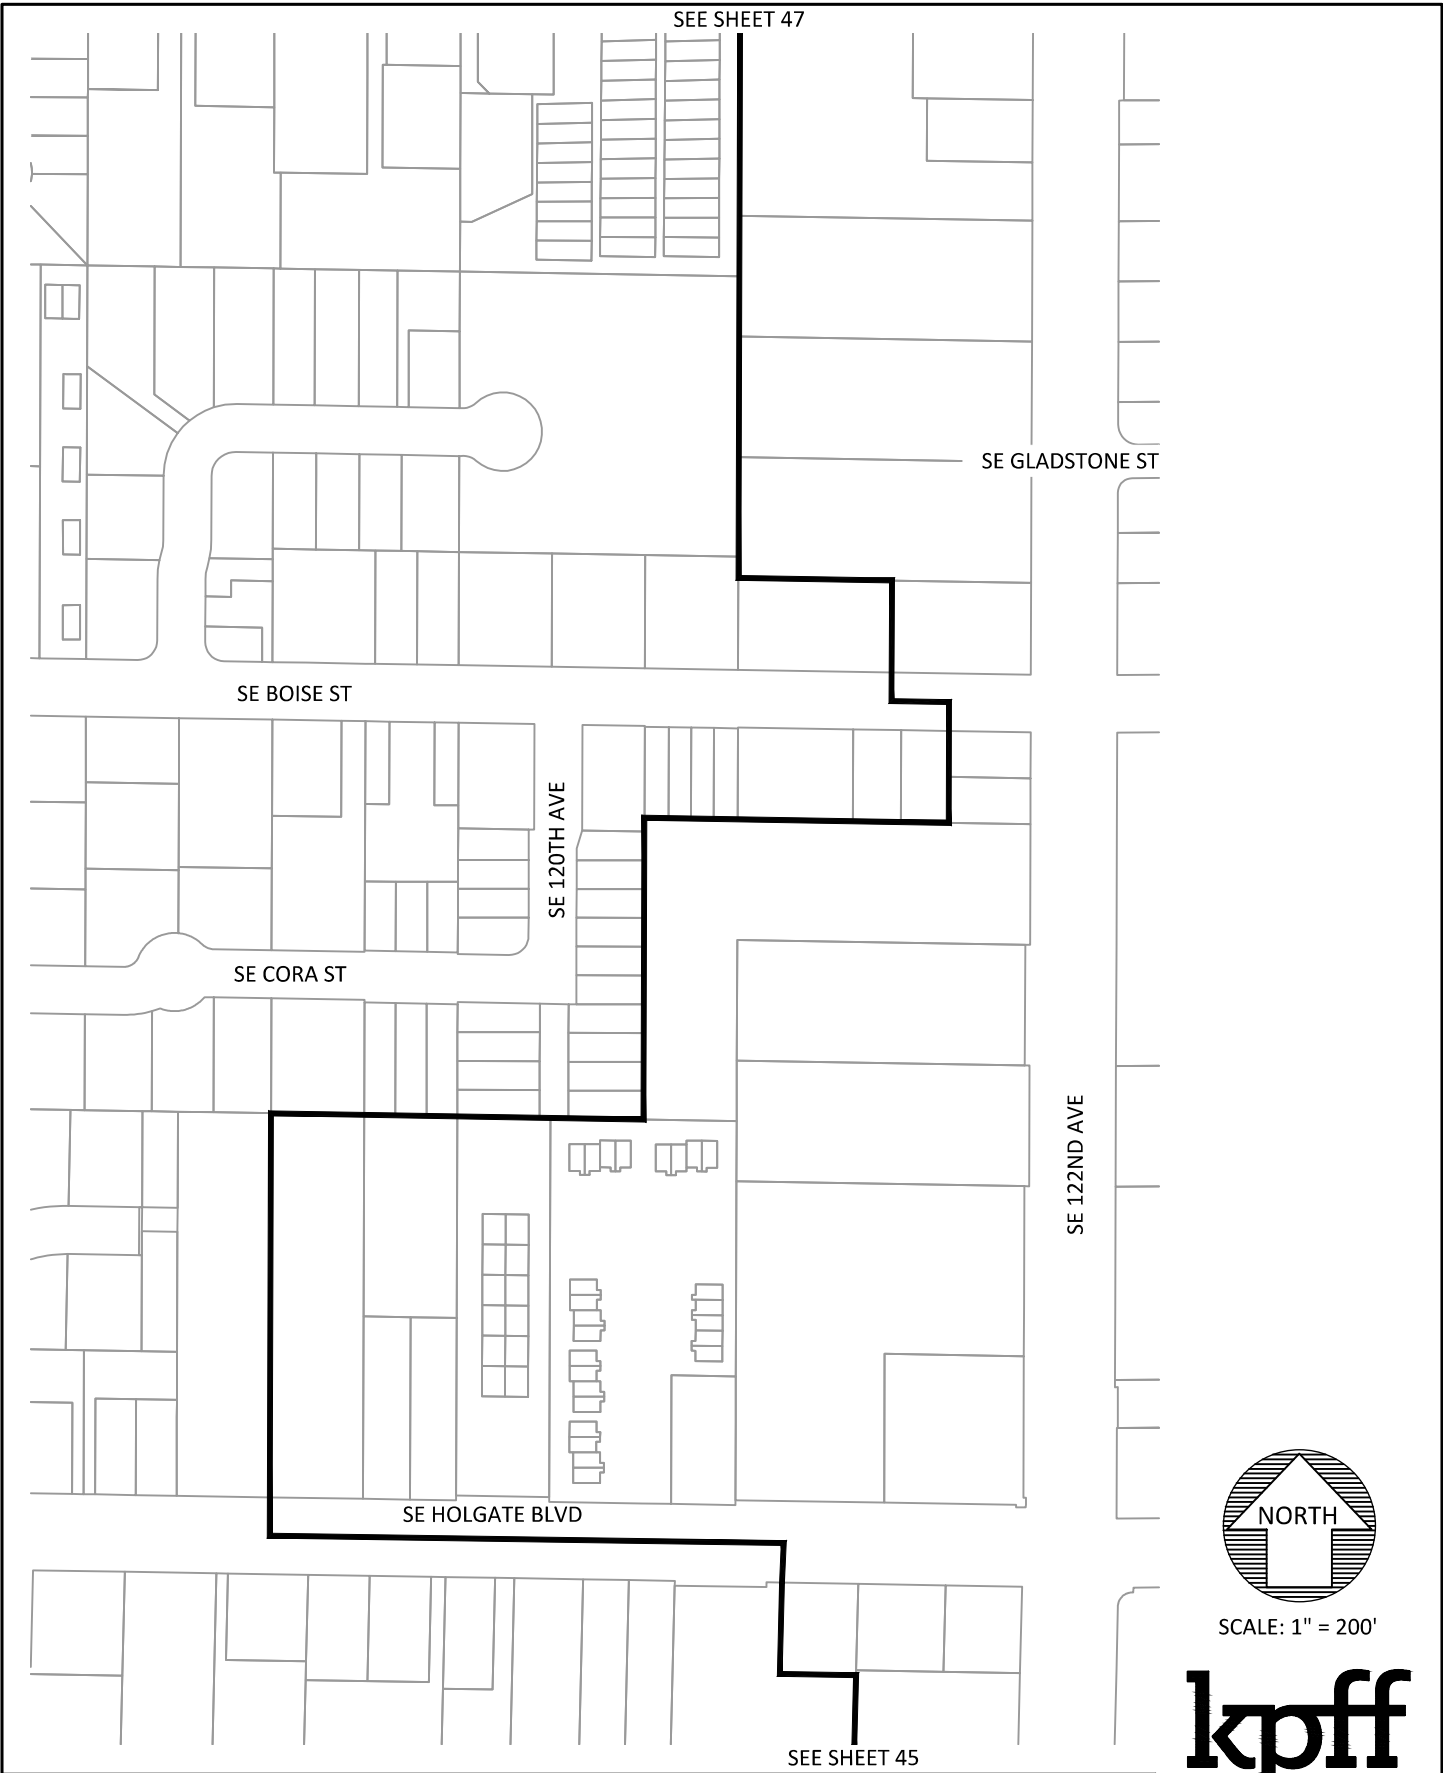 SEE SHEET 47
SE GLADSTONE ST
SE BOISE ST
SE 120TH AVE
SE CORA ST
SE 122ND AVE
SE HOLGATE BLVD
NORTH
SCALE: 1" = 200'
kpff
SEE SHEET 45